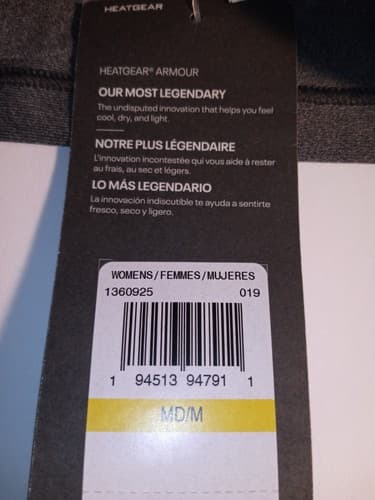 HEATGEAR
HEATGEAR® ARMOUR
OUR MOST LEGENDARY
The undisputed innovation that helps you feel
cool, dry, and light.
NOTRE PLUS LÉGENDAIRE
L'innovation incontestée qui vous aide à rester
au frais, au sec et légers.
LO MÁS LEGENDARIO
La innovación indiscutible te ayuda a sentirte
fresco, seco y ligero.
WOMENS/FEMMES/MUJERES
1360925 019
1 94513 94791 1
MD/M